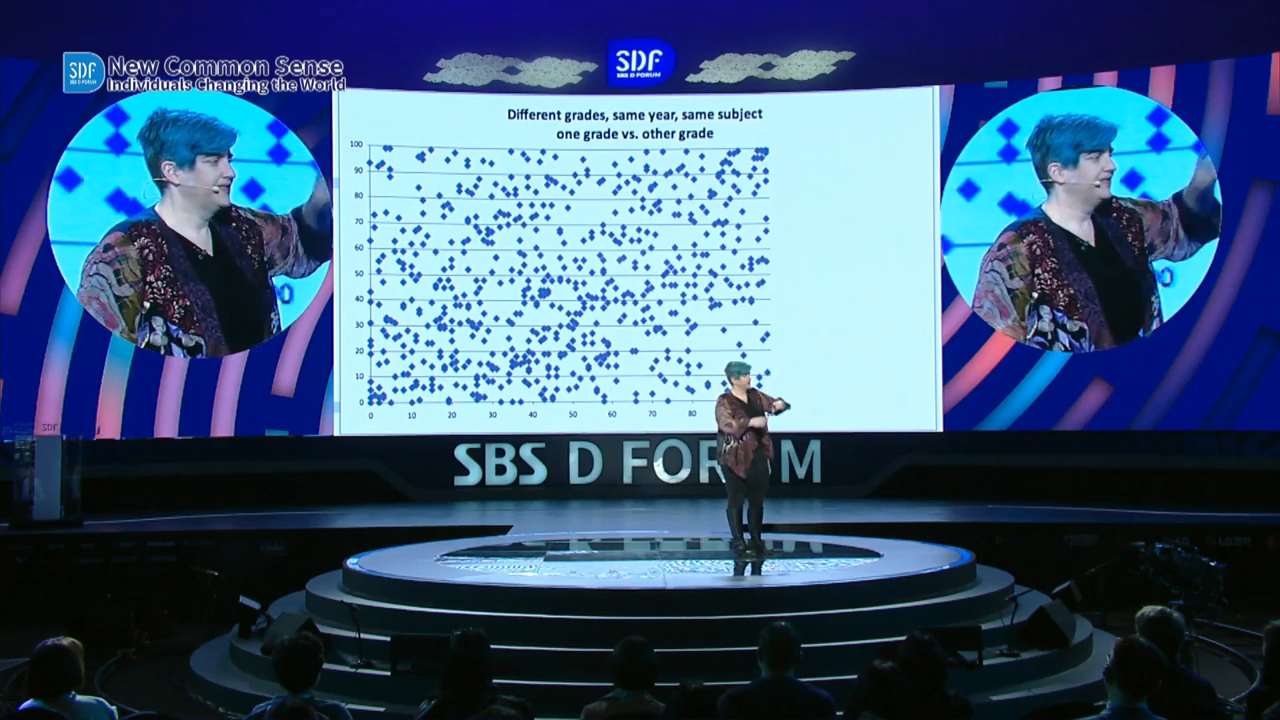 SDF
SBS D FORUM
New Common Sense
Individuals Changing the World
SDF
SBS D FORUM
Different grades, same year, same subject
one grade vs. other grade
100
90
80
70
60
50
40
30
20
10
0
0 10 20 30 40 50 60 70 80
SDF
SBS D FOR M